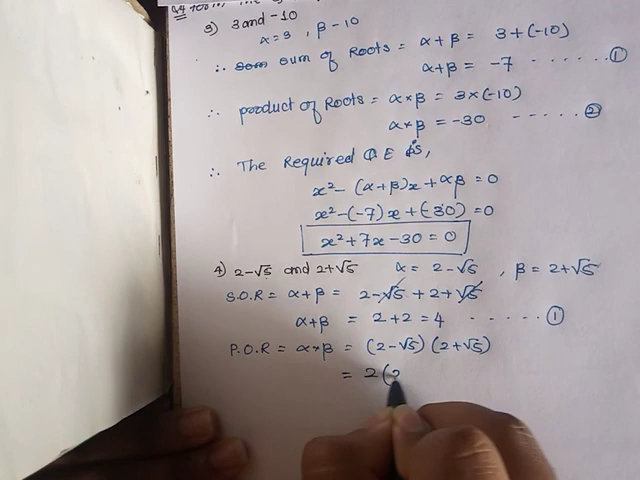 3) 3 and -10
α=3, β-10
∴ sum of Roots = α+β = 3+(-10)
α+β = -7 ...... ①
∴ product of Roots = α×β = 3×(-10)
α×β = -30 ----- ②
∴ The Required Q E is,
x²-(α+β)x+αβ=0
x²-(-7)x+(-30)=0
x²+7x-30=0
4) 2-√5 and 2+√5 α = 2-√5, β = 2+√5
S.O.R = α+β = 2-√5+2+√5
α+β = 2+2=4 ----- ①
P.O.R = α×β = (2-√5)(2+√5)
= 2(2